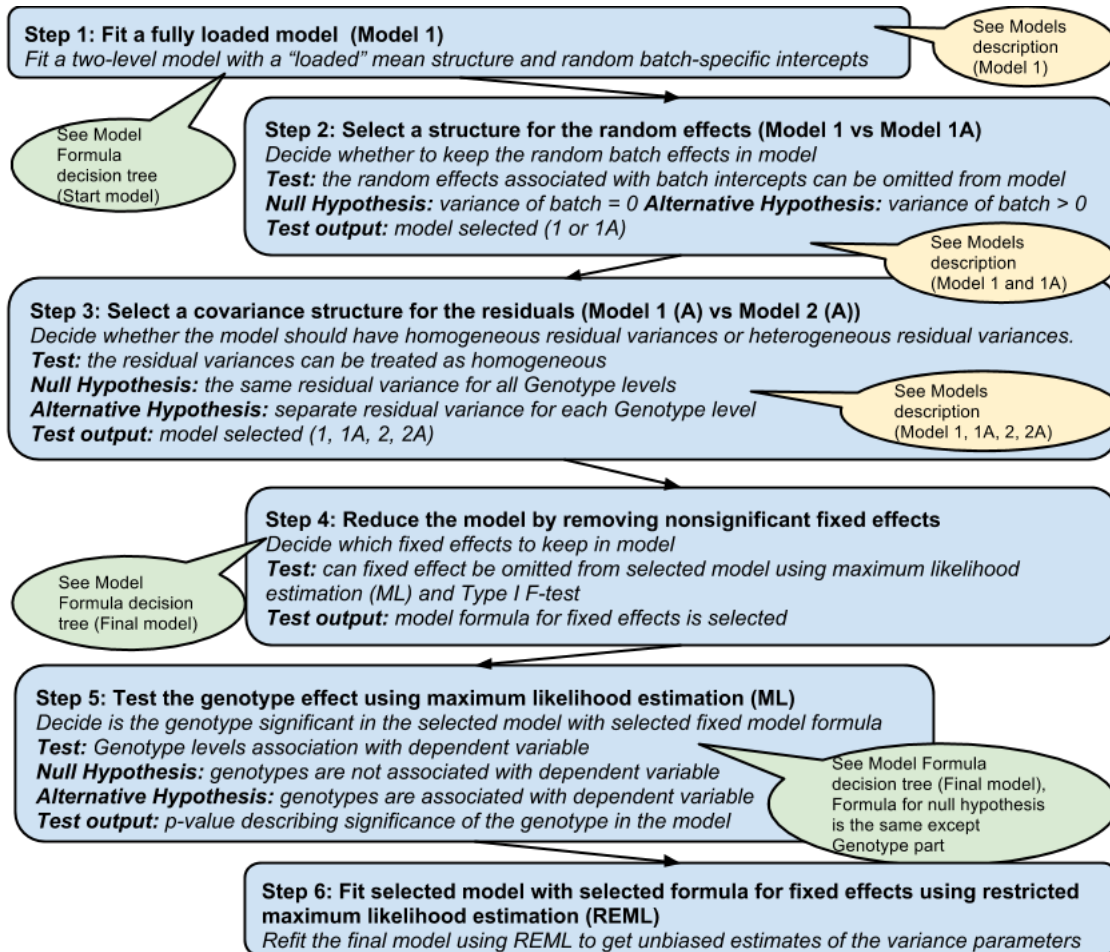 Step 1: Fit a fully loaded model (Model 1)
Fit a two-level model with a “loaded” mean structure and random batch-specific intercepts
See Models
description
(Model 1)
See Model
Formula
decision tree
(Start model)
Step 2: Select a structure for the random effects (Model 1 vs Model 1A)
Decide whether to keep the random batch effects in model
Test: the random effects associated with batch intercepts can be omitted from model
Null Hypothesis: variance of batch = 0 Alternative Hypothesis: variance of batch > 0
Test output: model selected (1 or 1A)
See Models
description
(Model 1 and 1A)
Step 3: Select a covariance structure for the residuals (Model 1 (A) vs Model 2 (A))
Decide whether the model should have homogeneous residual variances or heterogeneous residual variances.
Test: the residual variances can be treated as homogeneous
Null Hypothesis: the same residual variance for all Genotype levels
Alternative Hypothesis: separate residual variance for each Genotype level
Test output: model selected (1, 1A, 2, 2A)
See Models
description
(Model 1, 1A, 2, 2A)
Step 4: Reduce the model by removing nonsignificant fixed effects
Decide which fixed effects to keep in model
Test: can fixed effect be omitted from selected model using maximum likelihood
estimation (ML) and Type I F-test
Test output: model formula for fixed effects is selected
See Model
Formula decision
tree (Final model)
Step 5: Test the genotype effect using maximum likelihood estimation (ML)
Decide is the genotype significant in the selected model with selected fixed model formula
Test: Genotype levels association with dependent variable
Null Hypothesis: genotypes are not associated with dependent variable
Alternative Hypothesis: genotypes are associated with dependent variable
Test output: p-value describing significance of the genotype in the model
See Model Formula
decision tree (Final model),
Formula for null hypothesis
is the same except
Genotype part
Step 6: Fit selected model with selected formula for fixed effects using restricted
maximum likelihood estimation (REML)
Refit the final model using REML to get unbiased estimates of the variance parameters